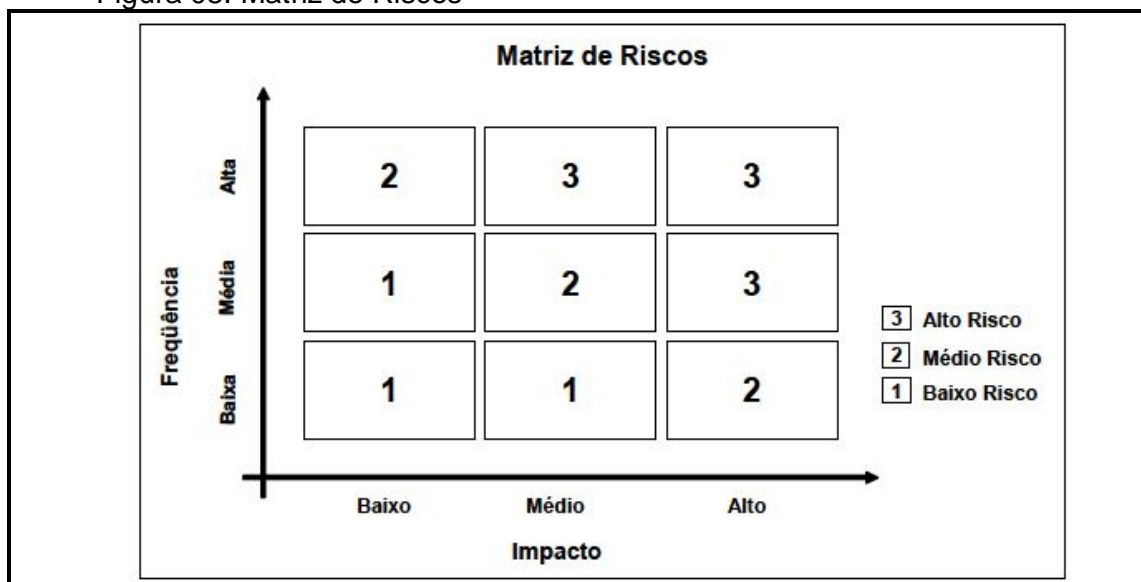 Matriz de Riscos
Freqüência
Alta
2 3 3
Média
1 2 3
Baixa
1 1 2
3 Alto Risco
2 Médio Risco
1 Baixo Risco
Baixo Médio Alto
Impacto